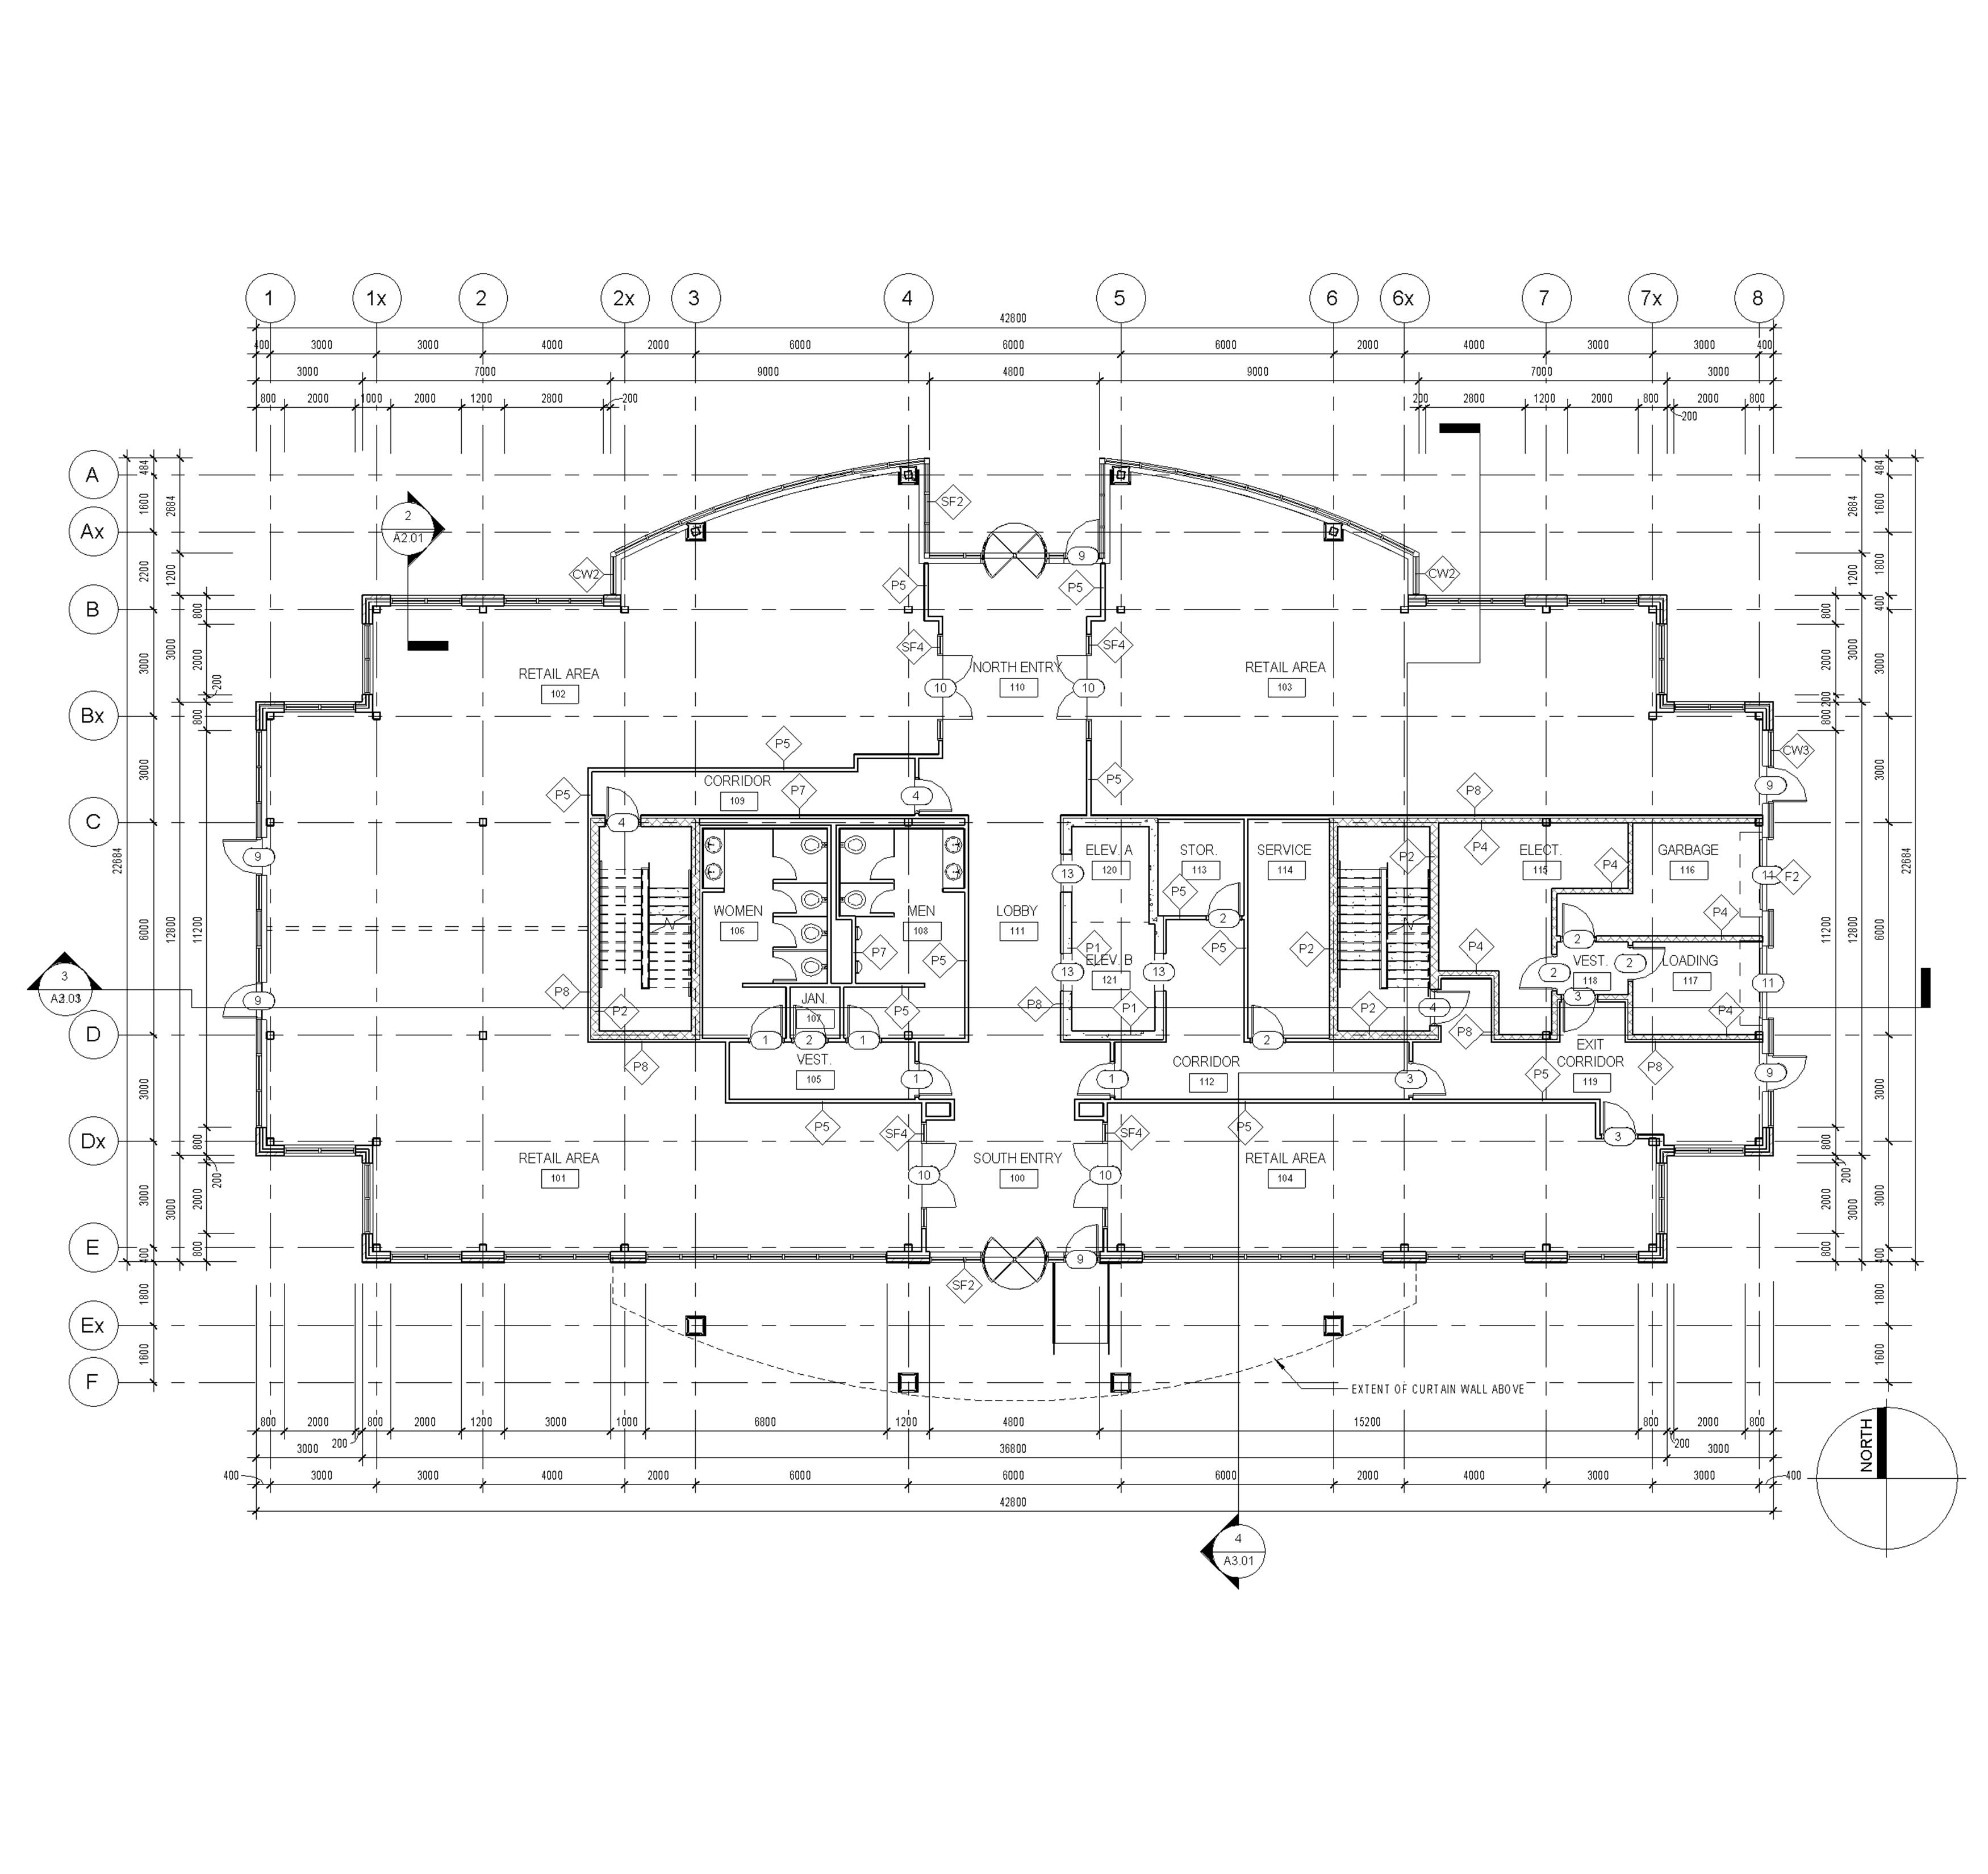 1 1x 2 2x 3 4 5 6 6x 7 7x 8
42800
400 3000 3000 4000 2000 6000 6000 6000 2000 4000 3000 3000 400
3000 7000 9000 4800 9000 7000 3000
800 2000 1000 2000 1200 2800 200 200 2800 1200 2000 800 200 2000 800
A
Ax
B
Bx
C
D
Dx
E
Ex
F
484 1600 2200 3000 3000 6000 3000 3000 400 1800 1600
2684 1200 3000 12800 3000
800 2000 200 800 11200 800 200 2000 800
22684
2
A2.01
3
4
A3.01
SF2
9
CW2
CW2
P5
P5
SF4
SF4
RETAIL AREA
102
NORTH ENTRY
110
RETAIL AREA
103
10
10
P5
P5
CORRIDOR
109
P7
4
4
P5
P8
CW3
9
9
9
ELEV. A
120
STOR.
113
SERVICE
114
P2
P4
ELECT.
115
P4
GARBAGE
116
11
F2
13
P5
2
WOMEN
106
MEN
108
LOBBY
111
P7
P5
P1
ELEV. B
121
13
13
P5
P2
P4
P4
2
VEST.
118
2
2
LOADING
117
11
P8
P2
JAN.
107
P5
P8
P1
P2
4
P8
3
P4
1
2
1
2
P8
VEST.
105
1
1
CORRIDOR
112
3
EXIT
CORRIDOR
119
P5
P8
9
P5
SF4
SF4
P5
3
RETAIL AREA
101
10
SOUTH ENTRY
100
10
RETAIL AREA
104
SF2
9
484 1600 1800 400 3000 3000 6000 3000 3000 400 1800 1600
2684 1200 3000 12800 3000
800 2000 200 800 11200 800 200 2000 800
22684
EXTENT OF CURTAIN WALL ABOVE
800 2000 200 800 2000 1200 3000 1000 6800 1200 4800 15200 800 200 2000 800
3000 36800 3000
400 3000 3000 4000 2000 6000 6000 6000 2000 4000 3000 3000 400
42800
NORTH